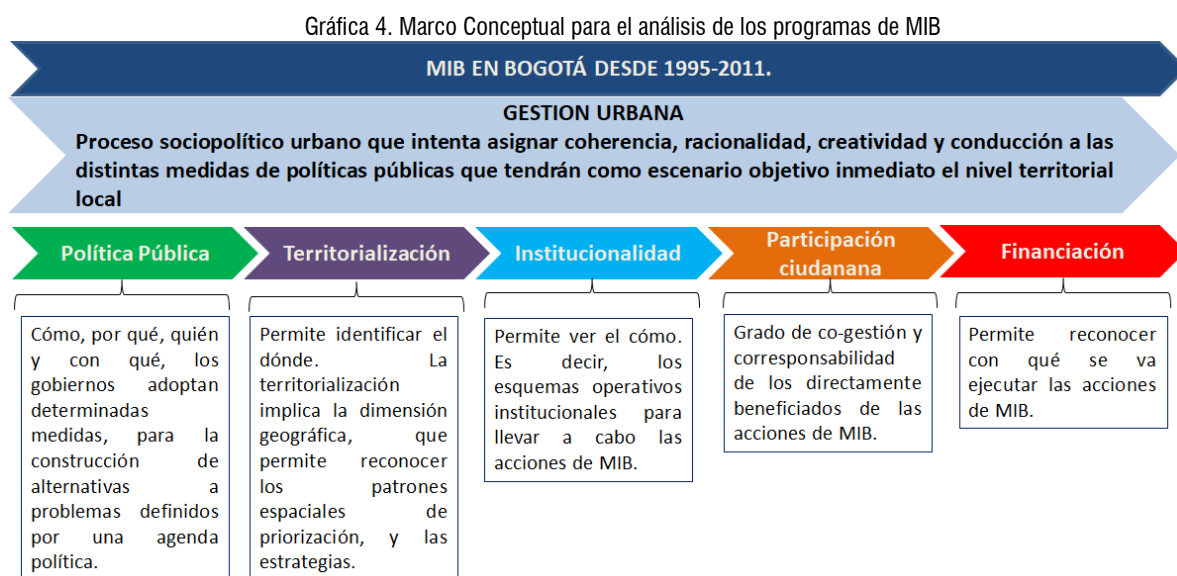 Gráfica 4. Marco Conceptual para el análisis de los programas de MIB
MIB EN BOGOTÁ DESDE 1995-2011.
GESTION URBANA
Proceso sociopolítico urbano que intenta asignar coherencia, racionalidad, creatividad y conducción a las
distintas medidas de políticas públicas que tendrán como escenario objetivo inmediato el nivel territorial
local
Política Pública
Cómo, por qué, quién
y con qué, los
gobiernos adoptan
determinadas
medidas, para la
construcción de
alternativas a
problemas definidos
por una agenda
política.
Territorialización
Permite identificar el
dónde. La
territorialización
implica la dimensión
geográfica, que
permite reconocer
los patrones
espaciales de
priorización, y las
estrategias.
Institucionalidad
Permite ver el cómo.
Es decir, los
esquemas operativos
institucionales para
llevar a cabo las
acciones de MIB.
Participación
ciudanana
Grado de co-gestión y
corresponsabilidad
de los directamente
beneficiados de las
acciones de MIB.
Financiación
Permite reconocer
con qué se va
ejecutar las acciones
de MIB.